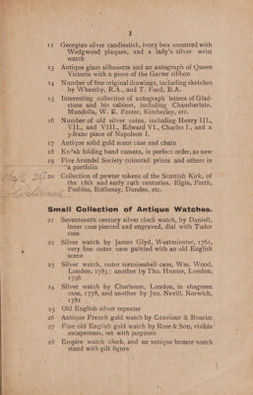 3
12 Georgian silver candlestick, ivory box mounted with
Wedgwood plaques, and a lady's silver wrist
watch
13 Antique glass silhouette and an autograph of Queen
Victoria with a piece of the Garter ribbon
14 Number of fine original drawings, including sketches
by Wheatby, R.A., and T. Ford, R.A.
15 Interesting collection of autograph letters of Glad-
stone and his cabinet, including Chamberlain,
Mundella, W. E. Foster, Kimberley, etc.
16 Number of old silver coins, including Henry III.,
VII., and VIII., Edward VI., Charles I., and a
5-franc piece of Napoleon I.
17 Antique solid gold scent case and chain
18 Kodak folding hand camera, in perfect order, as new
19 Five Arundel Society coloured prints and others in
a portfolio
20 Collection of pewter tokens of the Scottish Kirk, of
the 18th and early 19th centuries, Elgin, Perth,
Peebles, Rothesay, Dundee, etc.
Small Collection of Antique Watches.
21 Seventeenth century silver clock watch, by Daniell,
inner case pierced and engraved, dial with Tudor
rose
22 Silver watch by James Glyd, Westminster, 1761,
very fine outer case painted with an old English
scene
23 Silver watch, outer tortoiseshell case, Wm. Wood,
London, 1783; another by Thos. Hunter, London,
1796
24 Silver watch by Charleson, London, in shagreen
case, 1778, and another by Jno. Nevill, Norwich,
1781
25 Old English silver repeater
26 Antique French gold watch by Couvieur & Bourier
27 Fine old English gold watch by Rose & Son, visible
escapement, set with jargoons
28 Empire watch clock, and an antique bronze watch
stand with gilt figure